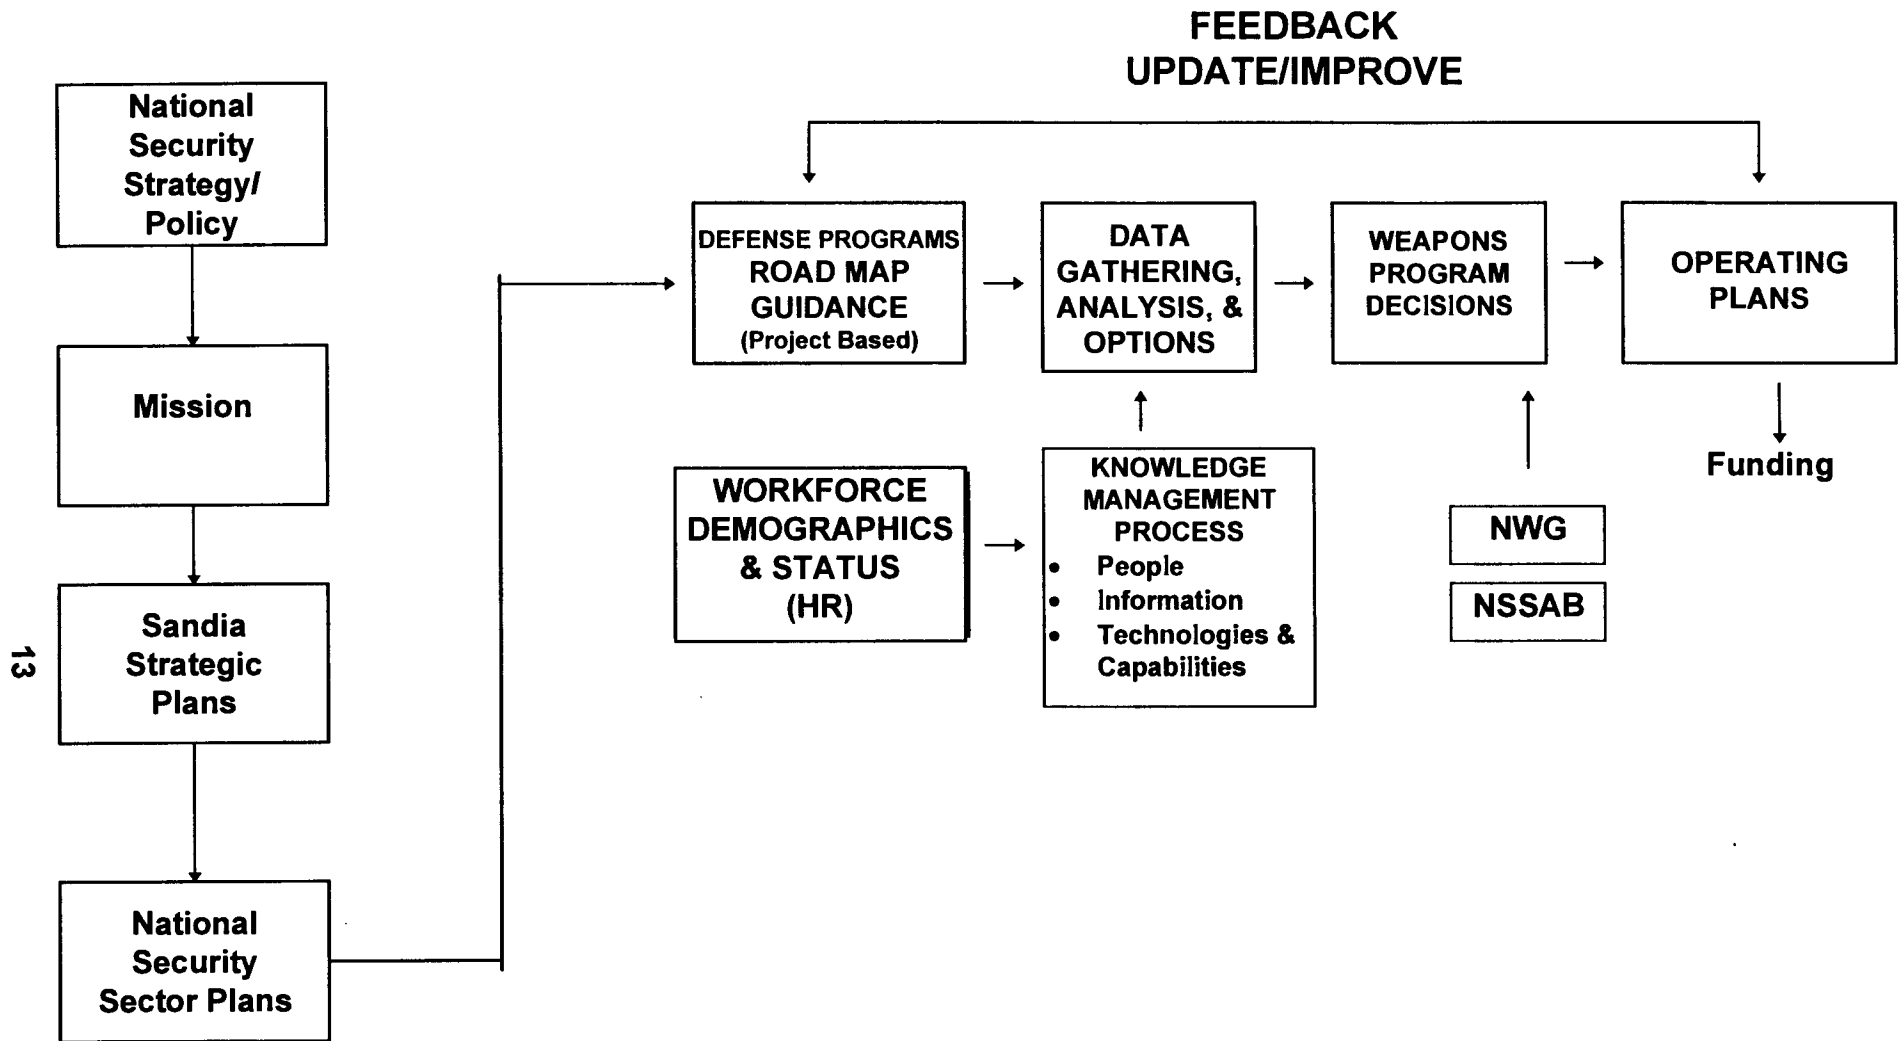 FEEDBACK
UPDATE/IMPROVE
National
Security
Strategy/
Policy
Mission
Sandia
Strategic
Plans
National
Security
Sector Plans
DEFENSE PROGRAMS
ROAD MAP
GUIDANCE
(Project Based)
DATA
GATHERING,
ANALYSIS, &
OPTIONS
WEAPONS
PROGRAM
DECISIONS
OPERATING
PLANS
WORKFORCE
DEMOGRAPHICS
& STATUS
(HR)
KNOWLEDGE
MANAGEMENT
PROCESS
• People
• Information
• Technologies &
Capabilities
NWG
NSSAB
Funding
13